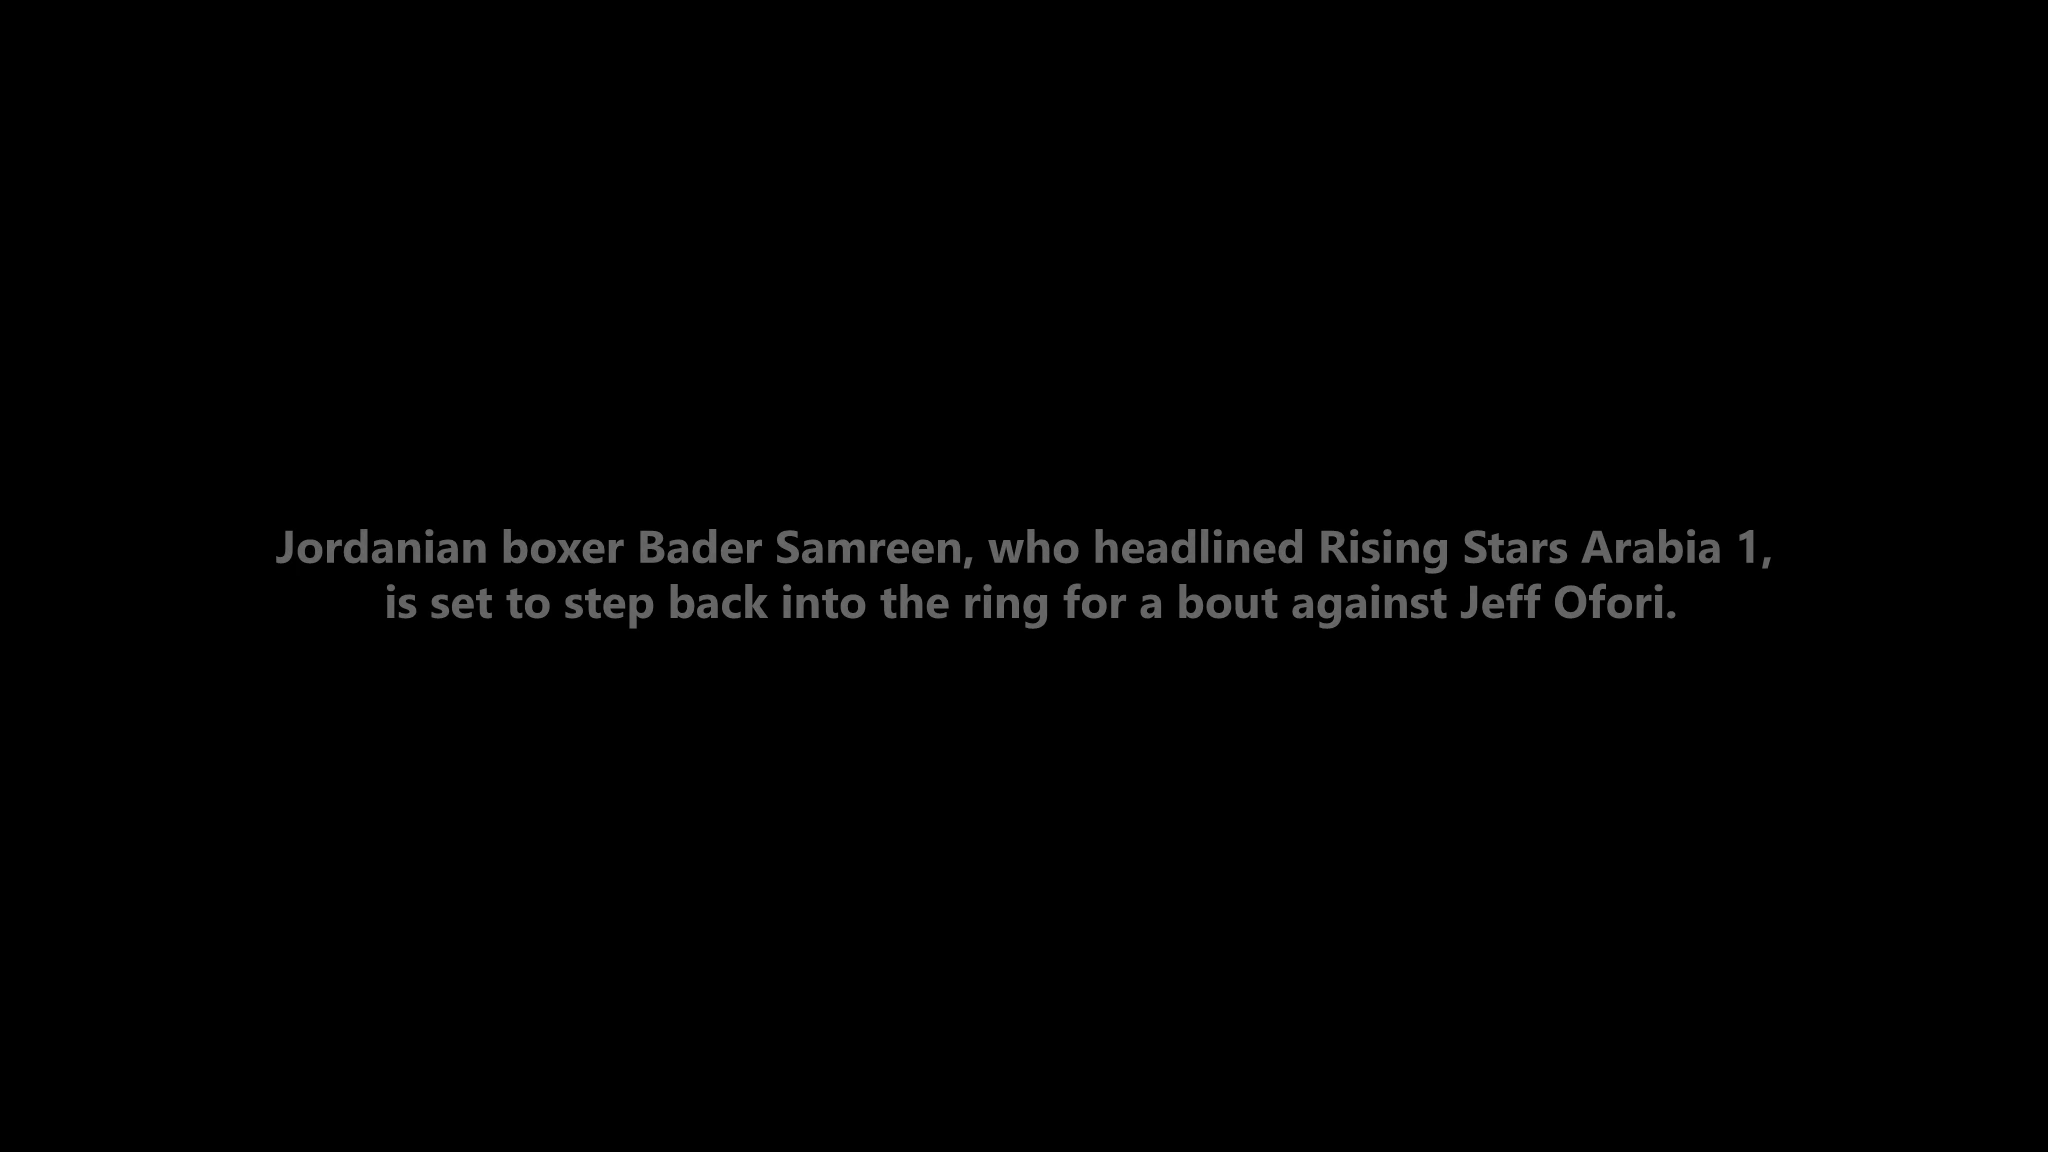 Jordanian boxer Bader Samreen, who headlined Rising Stars Arabia 1,
is set to step back into the ring for a bout against Jeff Ofori.